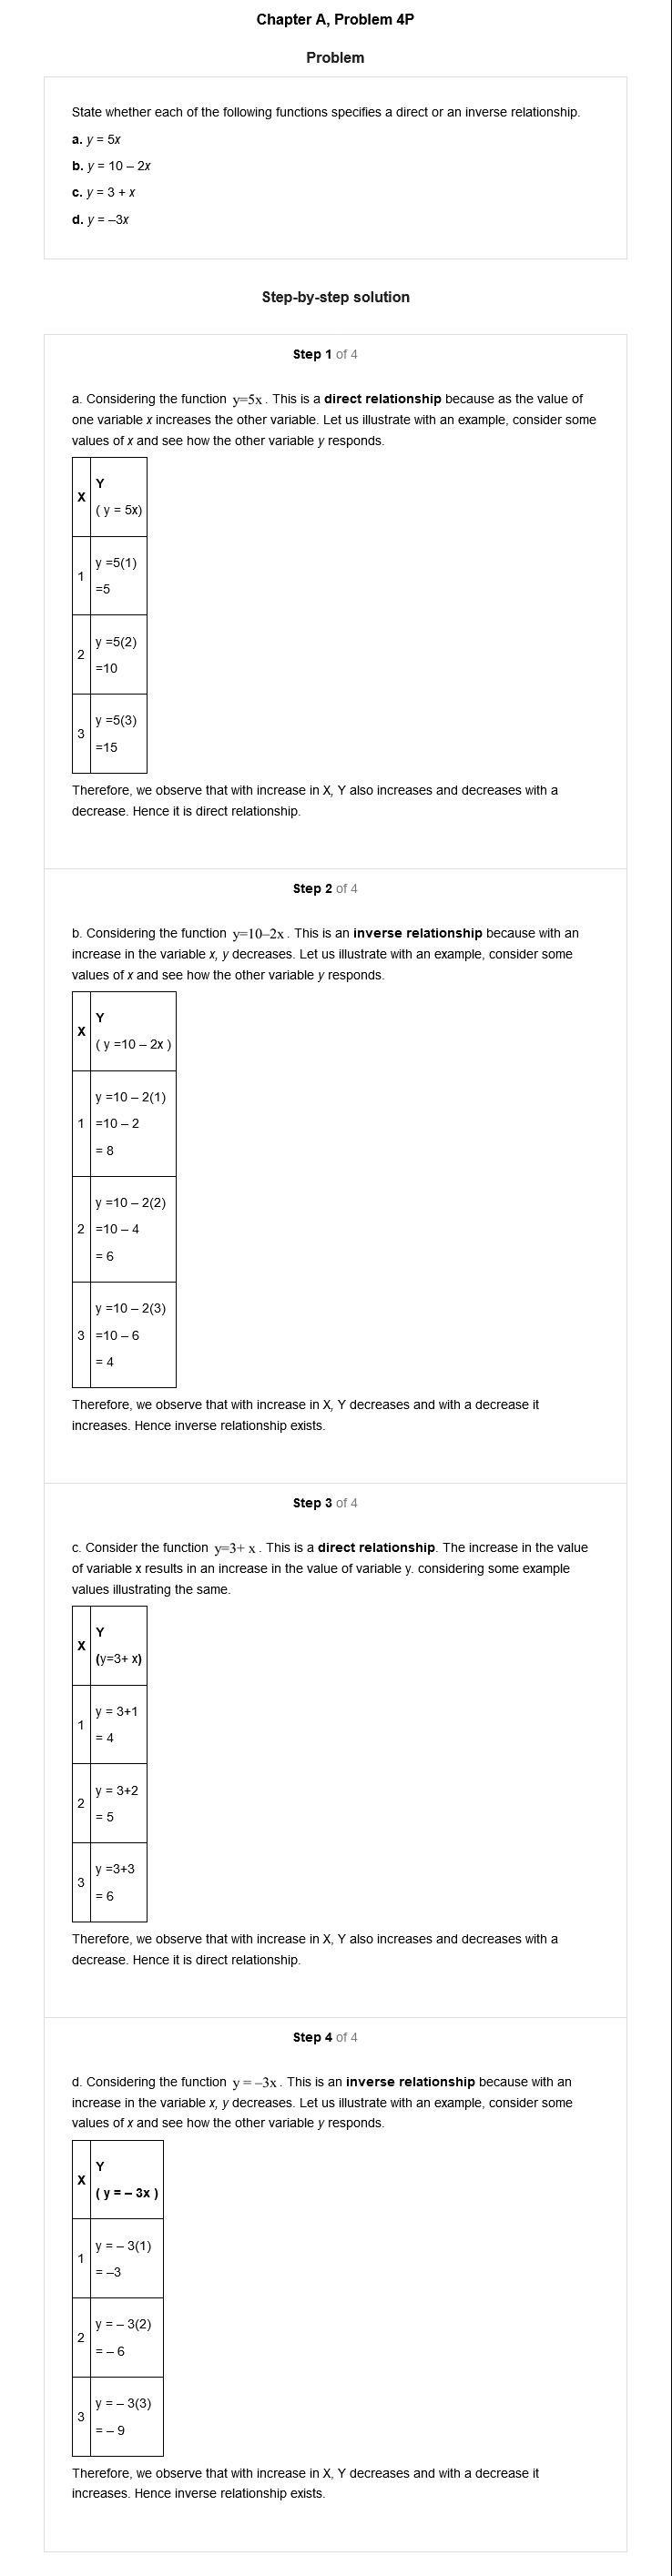 Chapter A, Problem 4P
Problem
State whether each of the following functions specifies a direct or an inverse relationship.
a. y = 5x
b. y = 10 – 2x
c. y = 3 + x
d. y = –3x
Step-by-step solution
Step 1 of 4
a. Considering the function y=5x. This is a direct relationship because as the value of
one variable x increases the other variable. Let us illustrate with an example, consider some
values of x and see how the other variable y responds.
Y
X
( y = 5x)
y =5(1)
1
=5
y =5(2)
2
=10
y =5(3)
3
=15
Therefore, we observe that with increase in X, Y also increases and decreases with a
decrease. Hence it is direct relationship.
Step 2 of 4
b. Considering the function y=10–2x. This is an inverse relationship because with an
increase in the variable x, y decreases. Let us illustrate with an example, consider some
values of x and see how the other variable y responds.
Y
X
( y =10 – 2x )
y =10 – 2(1)
1 =10 – 2
= 8
y =10 – 2(2)
2 =10 – 4
= 6
y =10 – 2(3)
3 =10 – 6
= 4
Therefore, we observe that with increase in X, Y decreases and with a decrease it
increases. Hence inverse relationship exists.
Step 3 of 4
c. Consider the function y=3+ x. This is a direct relationship. The increase in the value
of variable x results in an increase in the value of variable y. considering some example
values illustrating the same.
Y
X
(y=3+ x)
y = 3+1
1
= 4
y = 3+2
2
= 5
y =3+3
3
= 6
Therefore, we observe that with increase in X, Y also increases and decreases with a
decrease. Hence it is direct relationship.
Step 4 of 4
d. Considering the function y = –3x. This is an inverse relationship because with an
increase in the variable x, y decreases. Let us illustrate with an example, consider some
values of x and see how the other variable y responds.
Y
X
( y = – 3x )
y = – 3(1)
1
= –3
y = – 3(2)
2
= – 6
y = – 3(3)
3
= – 9
Therefore, we observe that with increase in X, Y decreases and with a decrease it
increases. Hence inverse relationship exists.